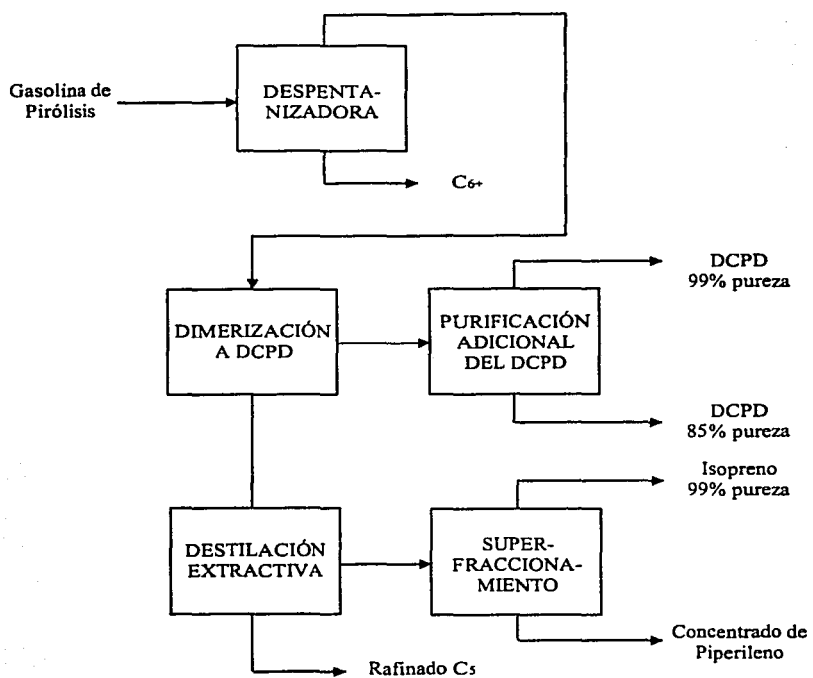 Gasolina de
Pirólisis
DESPENTA-
NIZADORA
C6+
DIMERIZACIÓN
A DCPD
PURIFICACIÓN
ADICIONAL
DEL DCPD
DCPD
99% pureza
DCPD
85% pureza
Isopreno
99% pureza
DESTILACIÓN
EXTRACTIVA
SUPER-
FRACCIONA-
MIENTO
Concentrado de
Piperileno
Rafinado C5